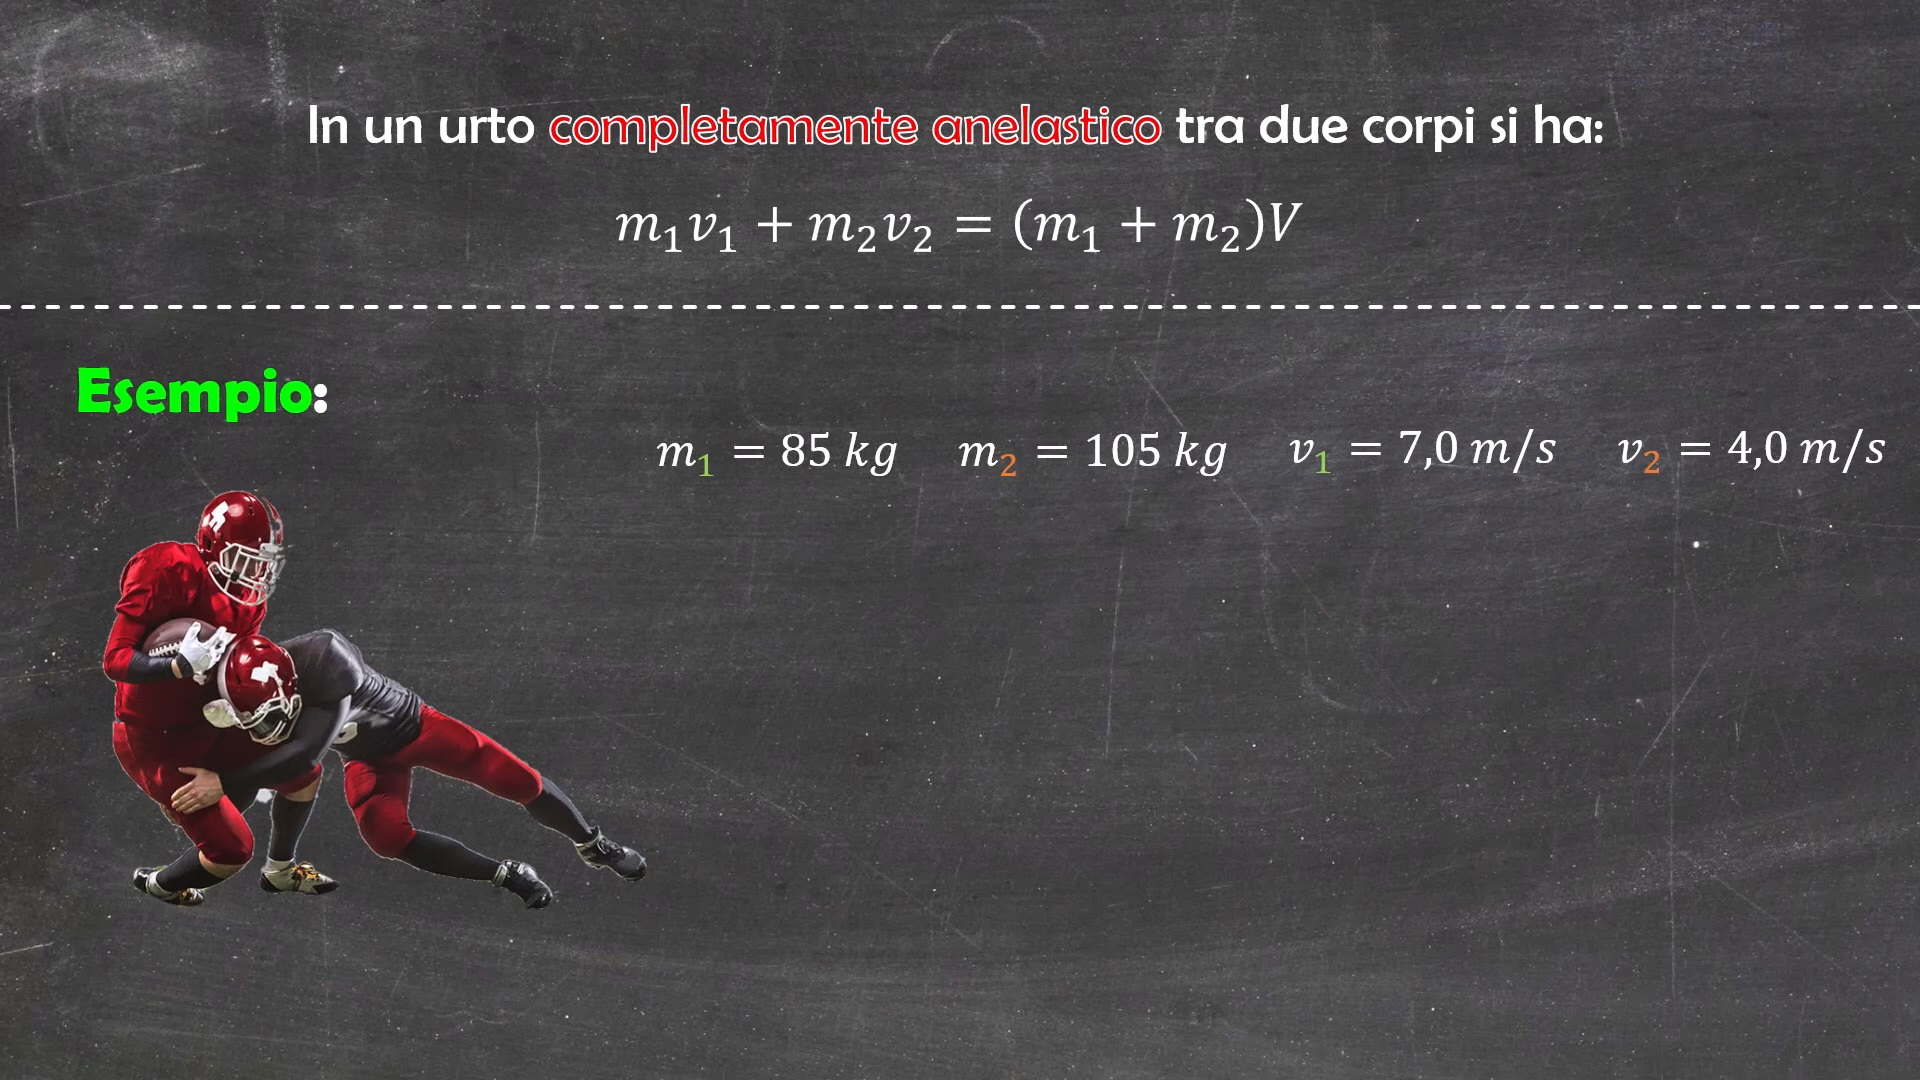 In un urto completamente anelastico tra due corpi si ha:
m₁v₁ + m₂v₂ = (m₁ + m₂)V
Esempio:
m₁ = 85 kg m₂ = 105 kg v₁ = 7,0 m/s v₂ = 4,0 m/s